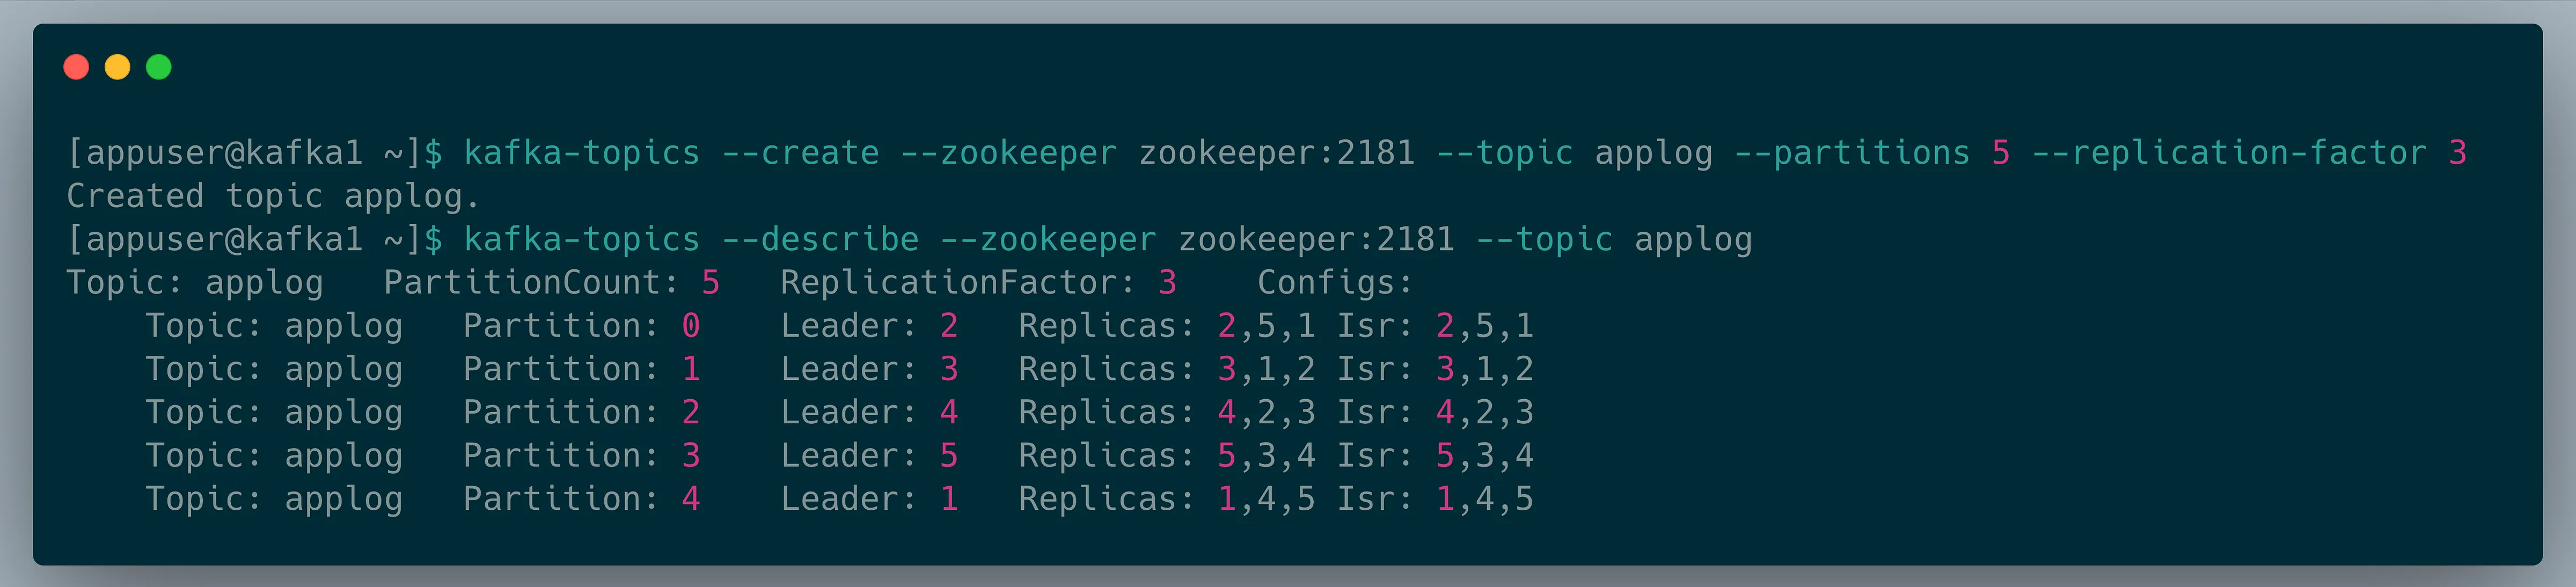 [appuser@kafka1 ~]$ kafka-topics --create --zookeeper zookeeper:2181 --topic applog --partitions 5 --replication-factor 3
Created topic applog.
[appuser@kafka1 ~]$ kafka-topics --describe --zookeeper zookeeper:2181 --topic applog
Topic: applog   PartitionCount: 5   ReplicationFactor: 3    Configs:
    Topic: applog   Partition: 0    Leader: 2   Replicas: 2,5,1 Isr: 2,5,1
    Topic: applog   Partition: 1    Leader: 3   Replicas: 3,1,2 Isr: 3,1,2
    Topic: applog   Partition: 2    Leader: 4   Replicas: 4,2,3 Isr: 4,2,3
    Topic: applog   Partition: 3    Leader: 5   Replicas: 5,3,4 Isr: 5,3,4
    Topic: applog   Partition: 4    Leader: 1   Replicas: 1,4,5 Isr: 1,4,5